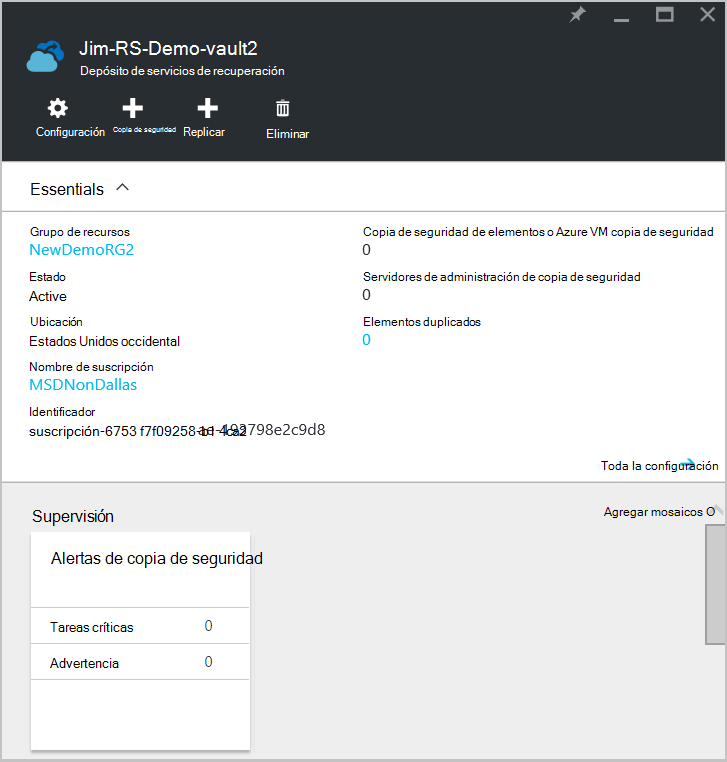 Jim-RS-Demo-vault2
Depósito de servicios de recuperación
Configuración
Copia de seguridad
Replicar
Eliminar
Essentials
Grupo de recursos
NewDemoRG2
Estado
Active
Ubicación
Estados Unidos occidental
Nombre de suscripción
MSDNonDallas
Identificador
suscripción-6753 f7f09258-b1-4ca2
Copia de seguridad de elementos o Azure VM copia de seguridad
0
Servidores de administración de copia de seguridad
0
Elementos duplicados
0
Toda la configuración
Supervisión
Agregar mosaicos O
Alertas de copia de seguridad
Tareas críticas 0
Advertencia 0